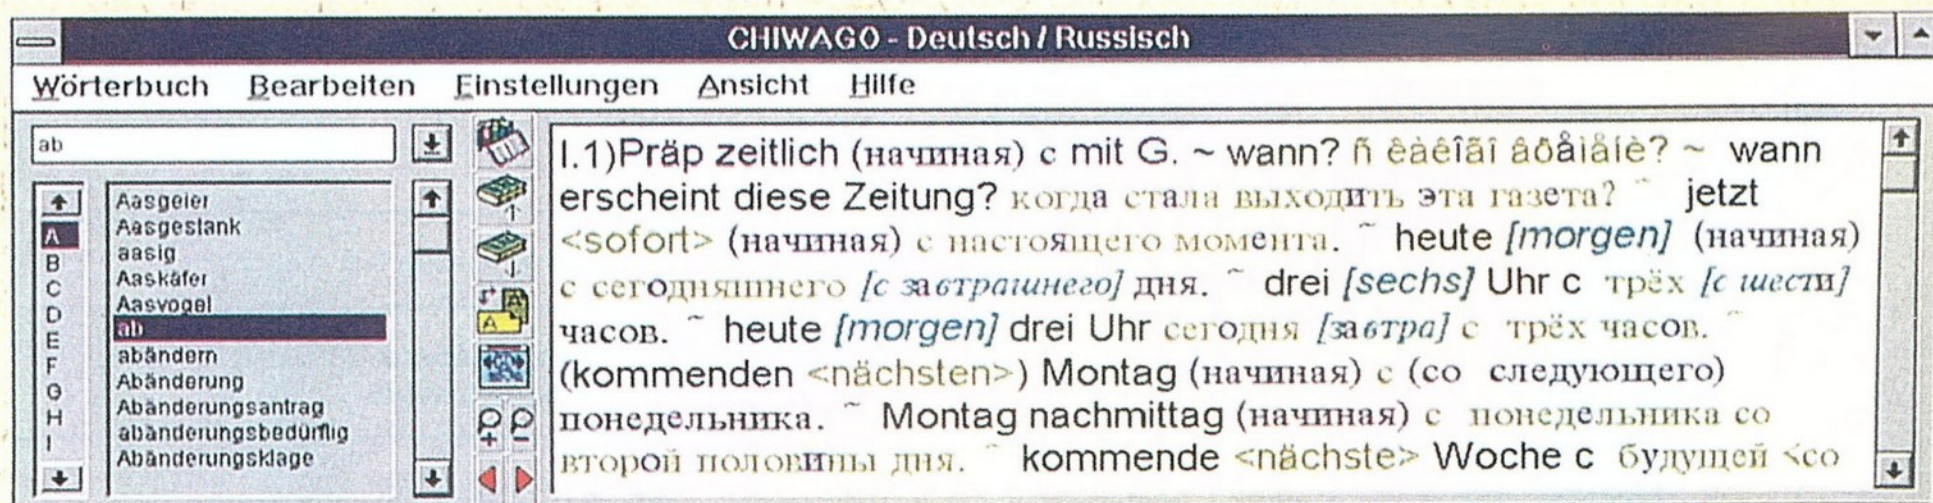 CHIWAGO - Deutsch / Russisch
Wörterbuch Bearbeiten Einstellungen Ansicht Hilfe
ab
A
B
C
D
E
F
G
H
I
Aasgeier
Aasgestank
aasig
Aaskäfer
Aasvogel
ab
abändern
Abänderung
Abänderungsantrag
abänderungsbedürftig
Abänderungsklage
I.1)Präp zeitlich (начиная) с mit G. ~ wann? ñ êàêîãî âðåìåíè? ~ wann
erscheint diese Zeitung? когда стала выходить эта газета? ~ jetzt
<sofort> (начиная) с настоящего момента. ~ heute [morgen] (начиная)
с сегодняшнего [с завтрашнего] дня. ~ drei [sechs] Uhr с трёх [с шести]
часов. ~ heute [morgen] drei Uhr сегодня [завтра] с трёх часов. ~
(kommenden <nächsten>) Montag (начиная) с (со следующего)
понедельника. ~ Montag nachmittag (начиная) с понедельника со
второй половины дня. ~ kommende <nächste> Woche с будущей <со